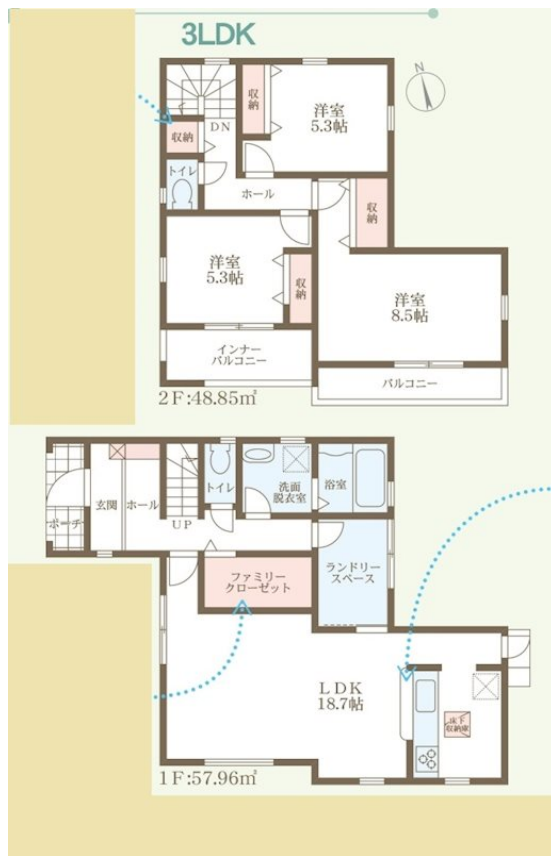 3LDK
N
収納
洋室
5.3帖
DN
収納
トイレ
ホール
収納
洋室
5.3帖
収納
洋室
8.5帖
インナー
バルコニー
バルコニー
2F:48.85㎡
ポーチ
玄関
ホール
UP
トイレ
洗面
脱衣室
浴室
ファミリー
クローゼット
ランドリー
スペース
LDK
18.7帖
床下
収納庫
1F:57.96㎡